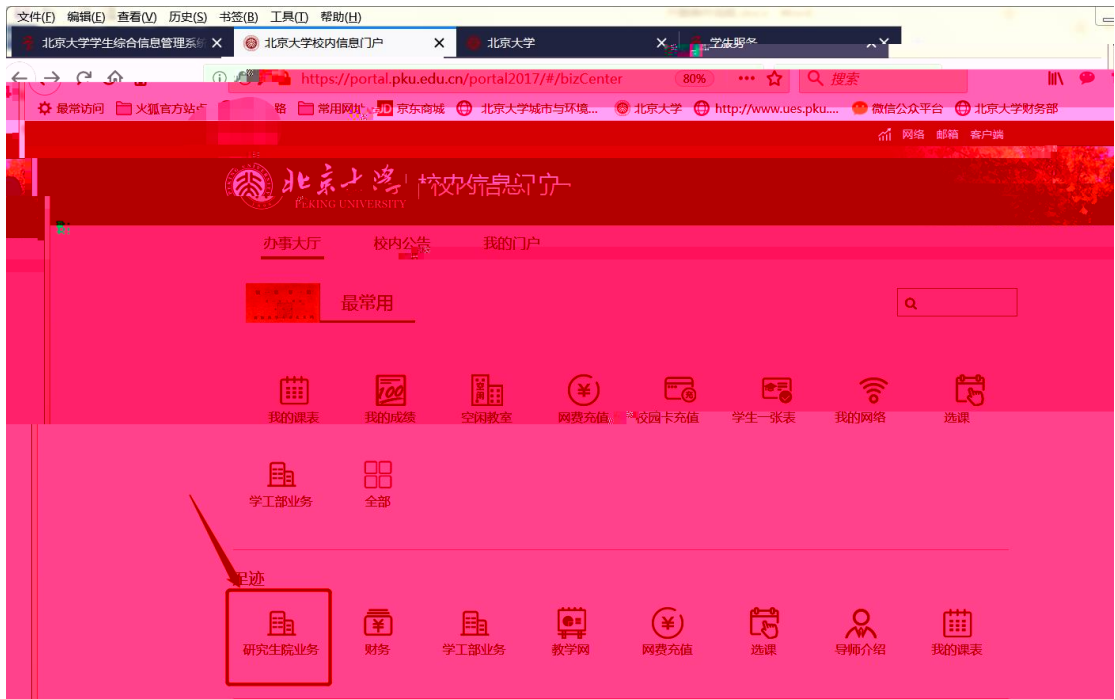 文件(F) 编辑(E) 查看(V) 历史(S) 书签(B) 工具(T) 帮助(H)
北京大学学生综合信息管理系统 × 北京大学校内信息门户 × 北京大学 × 学生服务 ×
https://portal.pku.edu.cn/portal2017/#/bizCenter 80% 搜索
最常访问 火狐官方站点 常用网址 JD 京东商城 北京大学城市与环境... 北京大学 http://www.ues.pku.... 微信公众平台 北京大学财务部
网络 邮箱 客户端
北京大学 校内信息门户
PEKING UNIVERSITY
办事大厅 校内公告 我的门户
最常用
100
我的课表 我的成绩 空闲教室 网费充值 校园卡充值 学生一张表 我的网络 选课
学工部业务 全部
足迹
研究生院业务 财务 学工部业务 教学网 网费充值 选课 导师介绍 我的课表